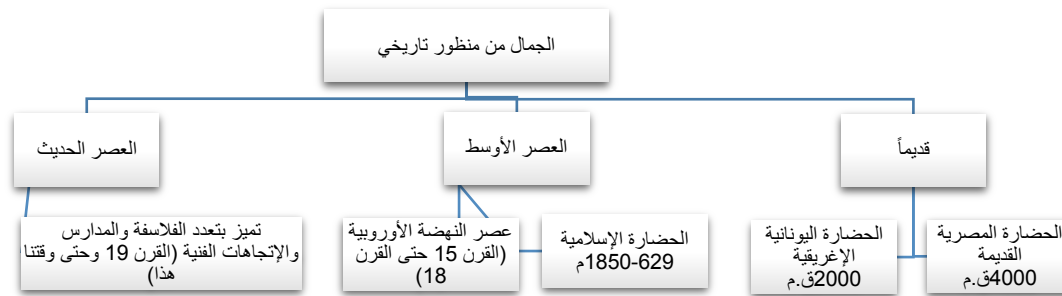 الجمال من منظور تاريخي
قديماً
العصر الأوسط
العصر الحديث
الحضارة المصرية
القديمة
4000ق.م
الحضارة اليونانية
الإغريقية
2000ق.م
الحضارة الإسلامية
629-1850م
عصر النهضة الأوروبية
(القرن 15 حتى القرن
18)
تميز بتعدد الفلاسفة والمدارس
والإتجاهات الفنية (القرن 19 وحتى وقتنا
هذا)